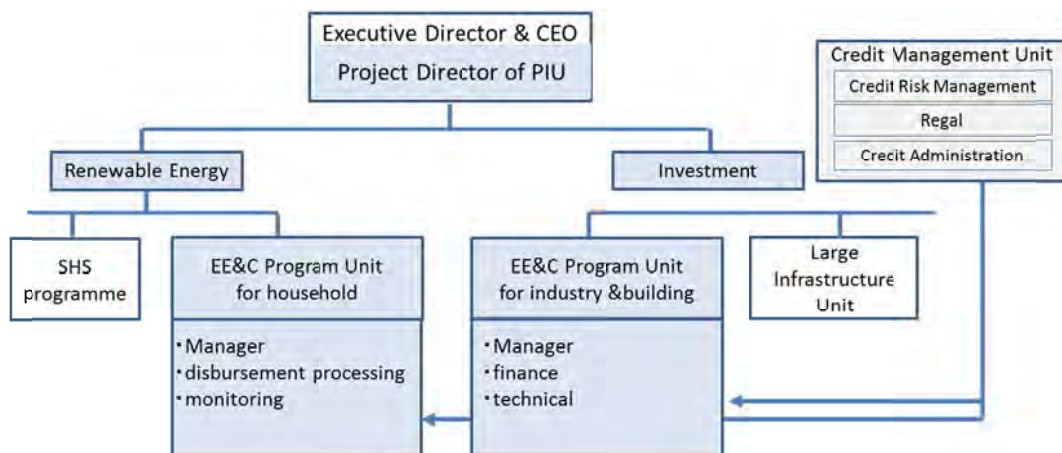 Executive Director & CEO
Project Director of PIU
Credit Management Unit
Credit Risk Management
Regal
Credit Administration
Renewable Energy
Investment
SHS
programme
EE&C Program Unit
for household
・Manager
・disbursement processing
・monitoring
EE&C Program Unit
for industry &building
・Manager
・finance
・technical
Large
Infrastructure
Unit